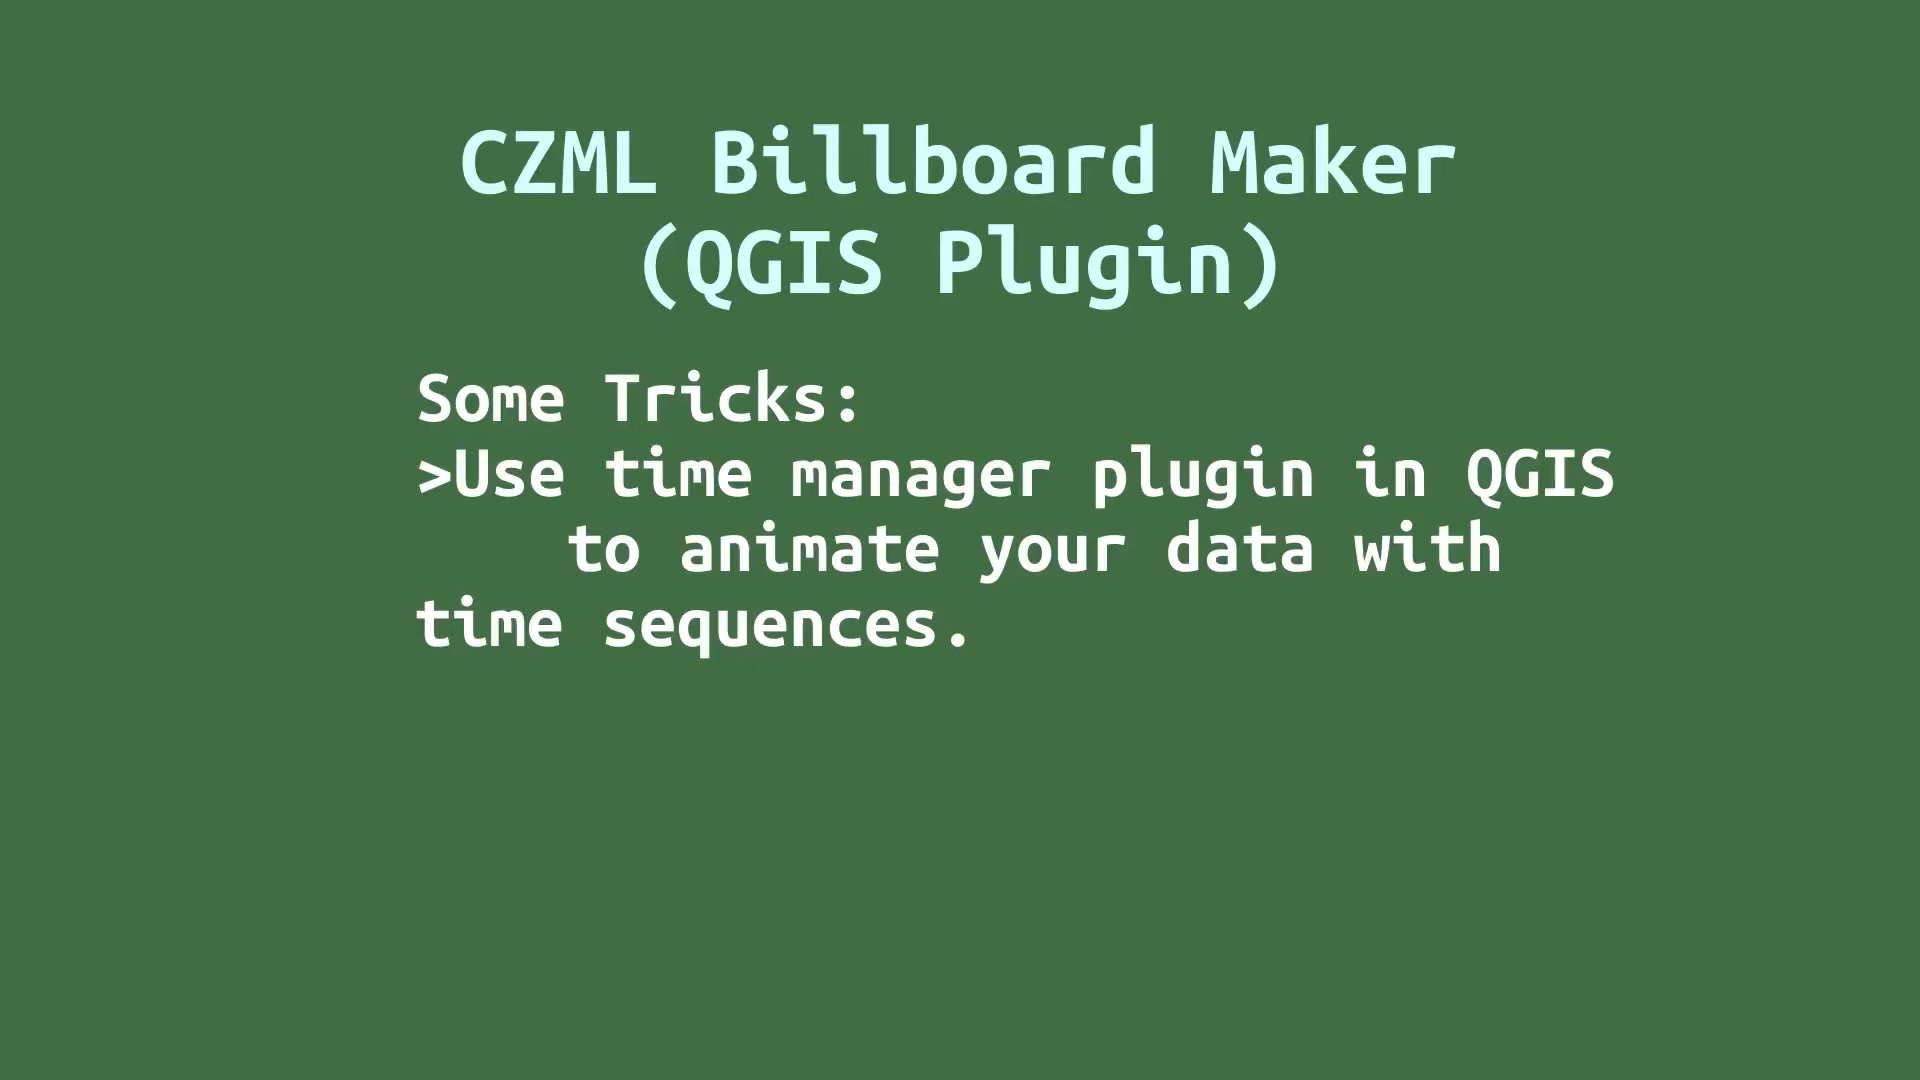 CZML Billboard Maker
(QGIS Plugin)
Some Tricks:
>Use time manager plugin in QGIS
to animate your data with
time sequences.